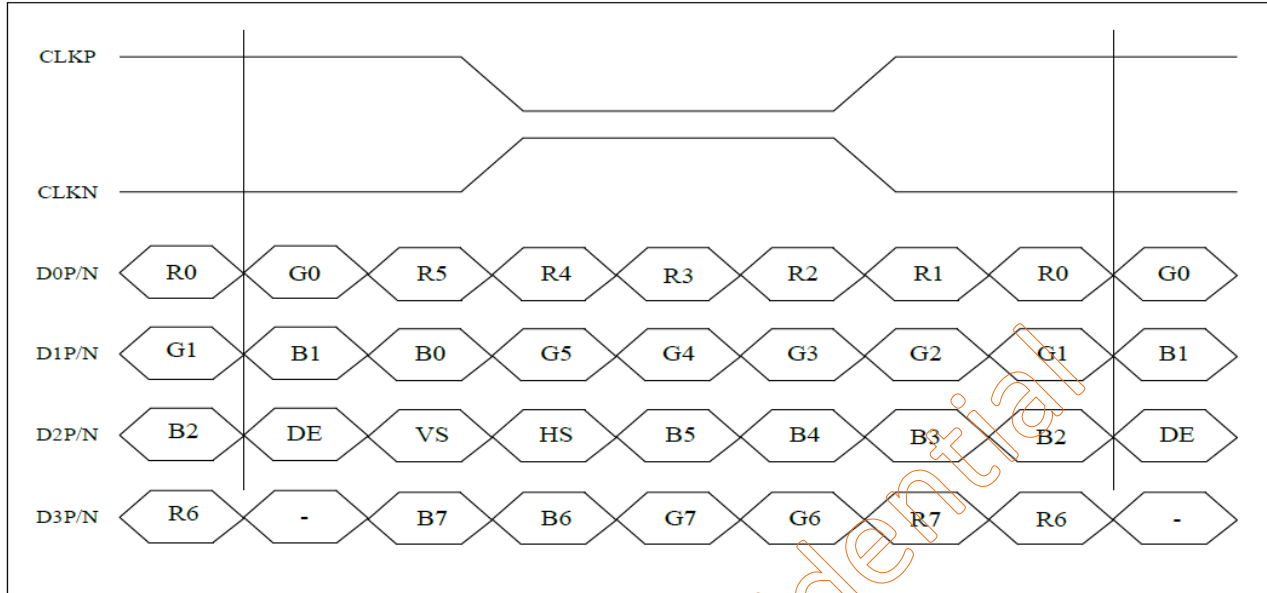 CLKP
CLKN
D0P/N R0 G0 R5 R4 R3 R2 R1 R0 G0
D1P/N G1 B1 B0 G5 G4 G3 G2 G1 B1
D2P/N B2 DE VS HS B5 B4 B3 B2 DE
D3P/N R6 - B7 B6 G7 G6 R7 R6 -
dential